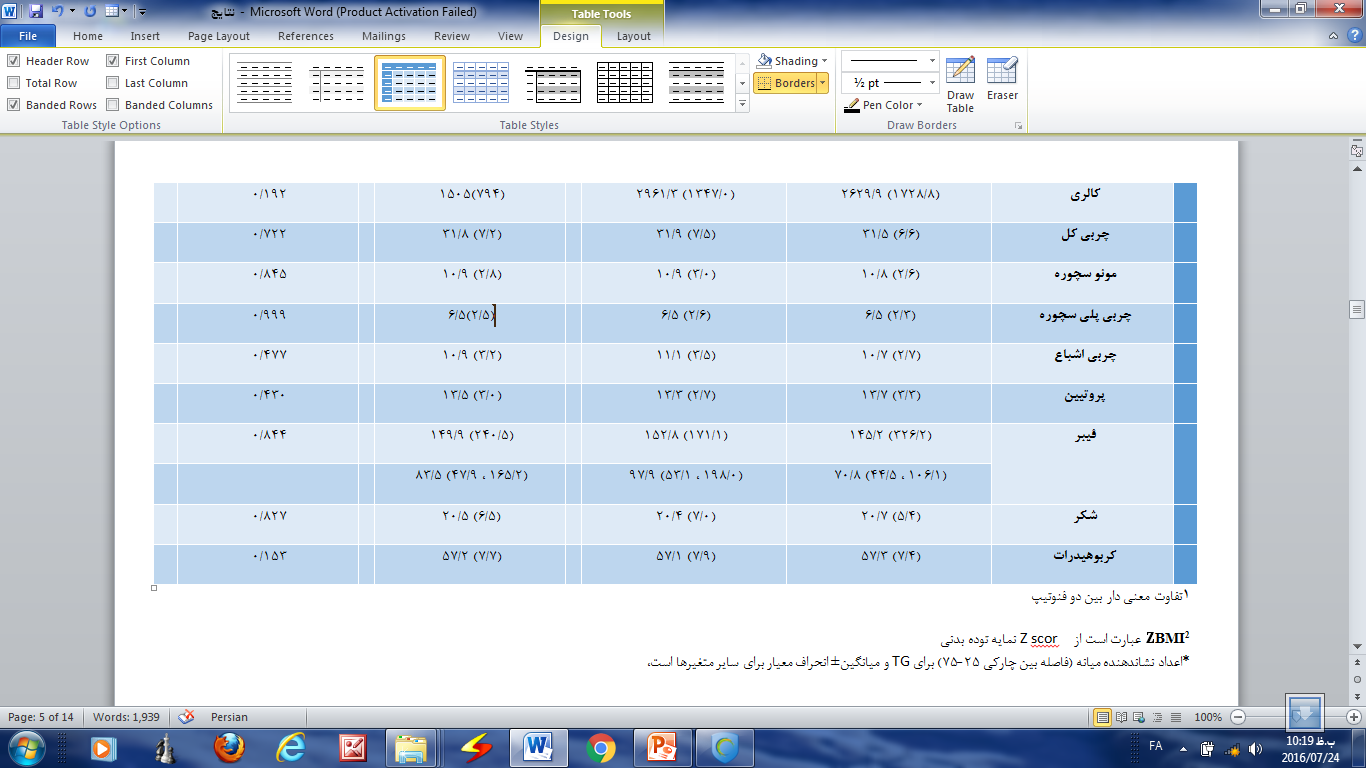 نتایج - Microsoft Word (Product Activation Failed)
Table Tools
File Home Insert Page Layout References Mailings Review View Design Layout
Header Row First Column
Total Row Last Column
Banded Rows Banded Columns
Table Style Options
Table Styles
Shading
Borders
½ pt
Pen Color
Draw Table
Eraser
Draw Borders
کالری ۲۶۲۹/۹ (۱۷۲۸/۸) ۲۹۶۱/۳ (۱۳۴۷/۰) ۱۵۰۵(۷۹۴) ۰/۱۹۲
چربی کل ۳۱/۵ (۶/۶) ۳۱/۹ (۷/۵) ۳۱/۸ (۷/۲) ۰/۷۲۲
مونو سچوره ۱۰/۸ (۲/۶) ۱۰/۹ (۳/۰) ۱۰/۹ (۲/۸) ۰/۸۴۵
چربی پلی سچوره ۶/۵ (۲/۳) ۶/۵ (۲/۶) ۶/۵(۲/۵) ۰/۹۹۹
چربی اشباع ۱۰/۷ (۲/۷) ۱۱/۱ (۳/۵) ۱۰/۹ (۳/۲) ۰/۴۷۷
پروتیین ۱۳/۷ (۳/۳) ۱۳/۳ (۲/۷) ۱۳/۵ (۳/۰) ۰/۴۳۰
فیبر ۱۴۵/۲ (۳۲۶/۲) ۱۵۲/۸ (۱۷۱/۱) ۱۴۹/۹ (۲۴۰/۵) ۰/۸۴۴
۷۰/۸ (۴۴/۵ ، ۱۰۶/۱) ۹۷/۹ (۵۳/۱ ، ۱۹۸/۰) ۸۳/۵ (۴۷/۹ ، ۱۶۵/۲)
شکر ۲۰/۷ (۵/۴) ۲۰/۴ (۷/۰) ۲۰/۵ (۶/۵) ۰/۸۲۷
کربوهیدرات ۵۷/۳ (۷/۴) ۵۷/۱ (۷/۹) ۵۷/۲ (۷/۷) ۰/۱۵۳
۱تفاوت معنی دار بین دو فنوتیپ
ZBMI² عبارت است از Z scor نمایه توده بدنی
*اعداد نشاندهنده میانه (فاصله بین چارکی ۲۵-۷۵) برای TG و میانگین±انحراف معیار برای سایر متغیرها است،
Page: 5 of 14 Words: 1,939 Persian 100%
FA 10:19 ب.ظ
2016/07/24